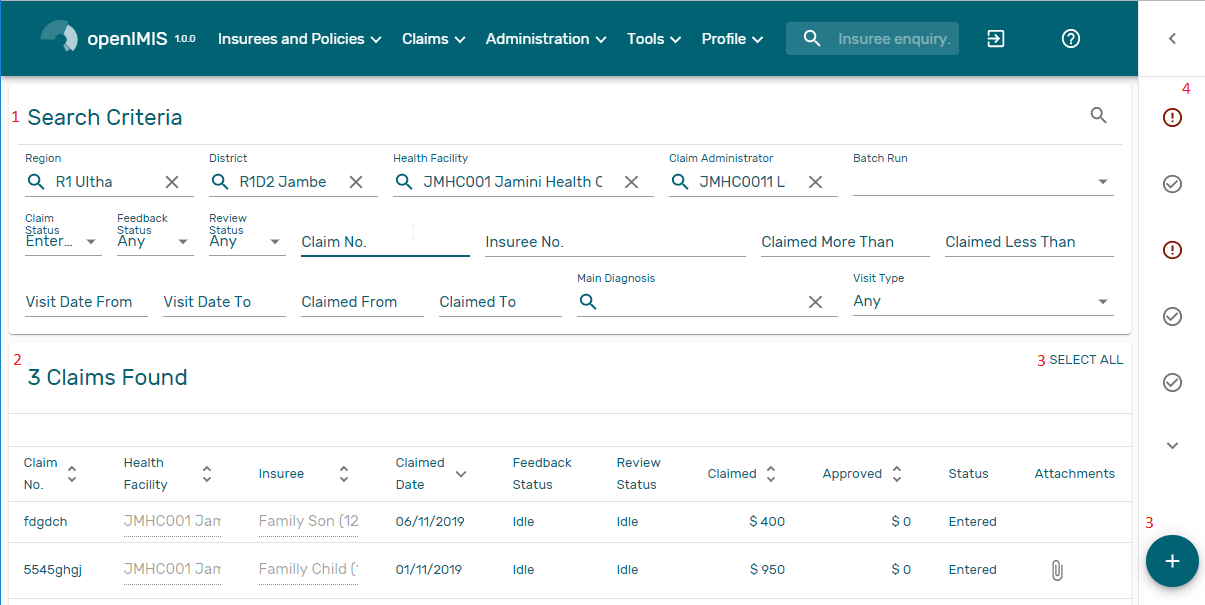 openIMIS 1.0.0 Insurees and Policies Claims Administration Tools Profile Insuree enquiry.
4
1 Search Criteria
Region District Health Facility Claim Administrator Batch Run
R1 Ultha R1D2 Jambe JMHC001 Jamini Health C JMHC0011 L
Claim Status Feedback Status Review Status
Enter... Any Any Claim No. Insuree No. Claimed More Than Claimed Less Than
Main Diagnosis Visit Type
Visit Date From Visit Date To Claimed From Claimed To Any
2 3 SELECT ALL
3 Claims Found
Claim No. Health Facility Insuree Claimed Date Feedback Status Review Status Claimed Approved Status Attachments
fdgdch JMHC001 Jam Family Son (12 06/11/2019 Idle Idle $ 400 $ 0 Entered
3
5545ghgj JMHC001 Jam Familly Child (1 01/11/2019 Idle Idle $ 950 $ 0 Entered